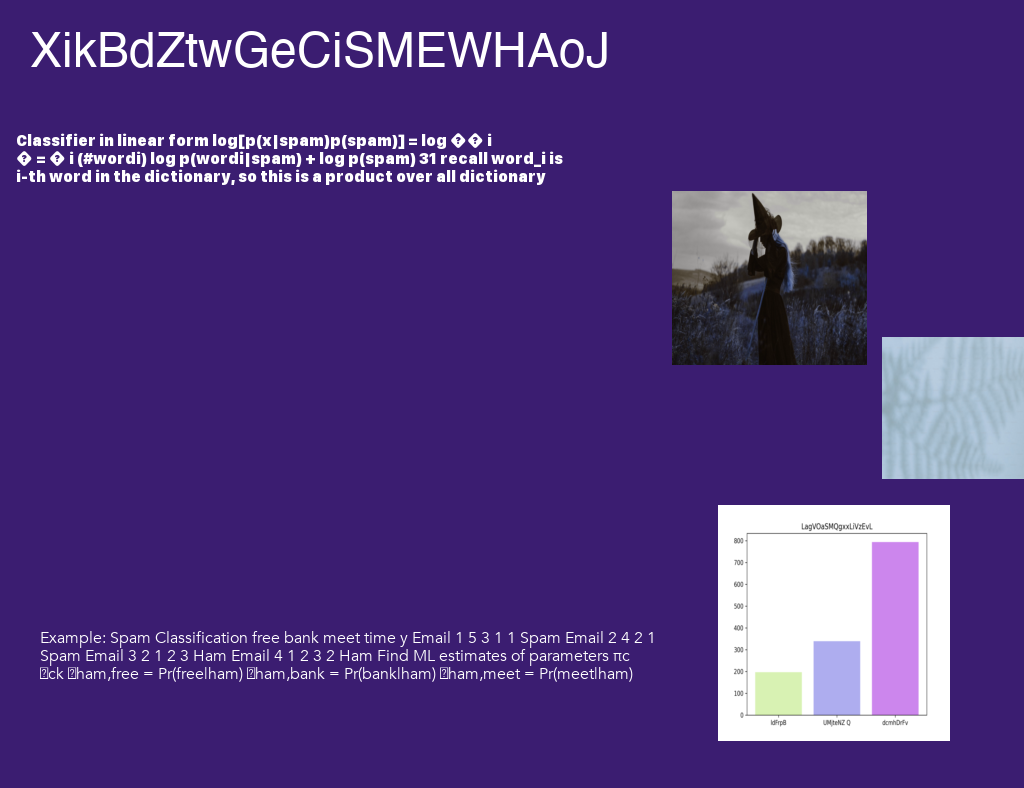 XikBdZtwGeCiSMEWHAoJ
Classifier in linear form log[p(x|spam)p(spam)] = log �� i
� = � i (#wordi) log p(wordi|spam) + log p(spam) 31 recall word_i is
i-th word in the dictionary, so this is a product over all dictionary
LagVOaSMQgxxLiVzEvL
800
700
600
500
400
300
200
100
0
UMjteNZ Q
dcmhDrFv
Example: Spam Classification free bank meet time y Email 1 5 3 1 1 Spam Email 2 4 2 1
Spam Email 3 2 1 2 3 Ham Email 4 1 2 3 2 Ham Find ML estimates of parameters πc
ck ham,free = Pr(free|ham) ham,bank = Pr(bank|ham) ham,meet = Pr(meet|ham)